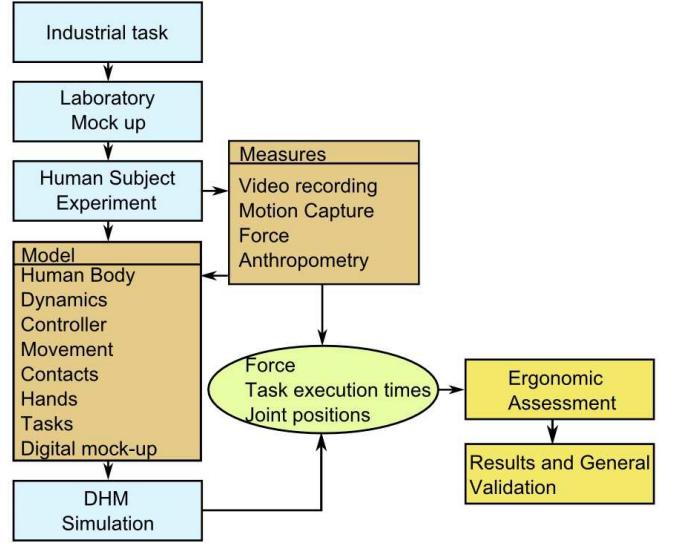 Industrial task
Laboratory
Mock up
Human Subject
Experiment
Measures
Video recording
Motion Capture
Force
Anthropometry
Model
Human Body
Dynamics
Controller
Movement
Contacts
Hands
Tasks
Digital mock-up
DHM
Simulation
Force
Task execution times
Joint positions
Ergonomic
Assessment
Results and General
Validation